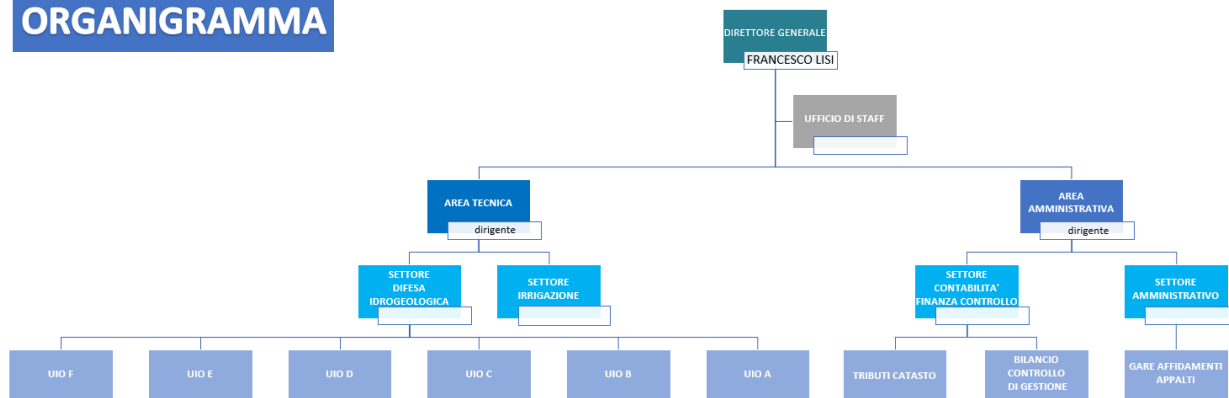 ORGANIGRAMMA
DIRETTORE GENERALE
FRANCESCO LISI
UFFICIO DI STAFF
AREA TECNICA
dirigente
AREA
AMMINISTRATIVA
dirigente
SETTORE
DIFESA
IDROGEOLOGICA
SETTORE
IRRIGAZIONE
SETTORE
CONTABILITA'
FINANZA CONTROLLO
SETTORE
AMMINISTRATIVO
UIO F
UIO E
UIO D
UIO C
UIO B
UIO A
TRIBUTI CATASTO
BILANCIO
CONTROLLO
DI GESTIONE
GARE AFFIDAMENTI
APPALTI